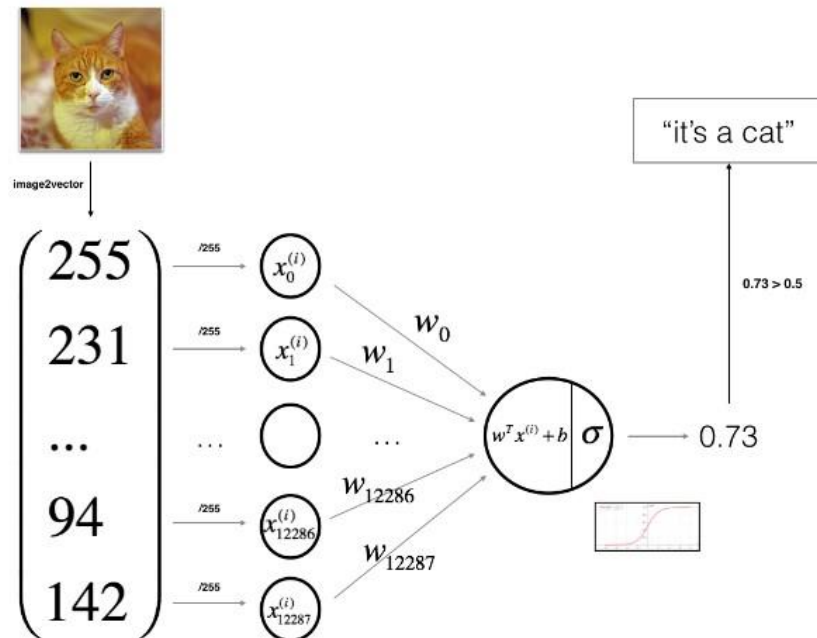 "it's a cat"
image2vector
255
/255
x₀⁽ⁱ⁾
w₀
0.73 > 0.5
231
/255
x₁⁽ⁱ⁾
w₁
...
...
...
wᵀ x⁽ⁱ⁾ + b
σ
0.73
94
/255
x₁₂₂₈₆⁽ⁱ⁾
w₁₂₂₈₆
142
/255
x₁₂₂₈₇⁽ⁱ⁾
w₁₂₂₈₇